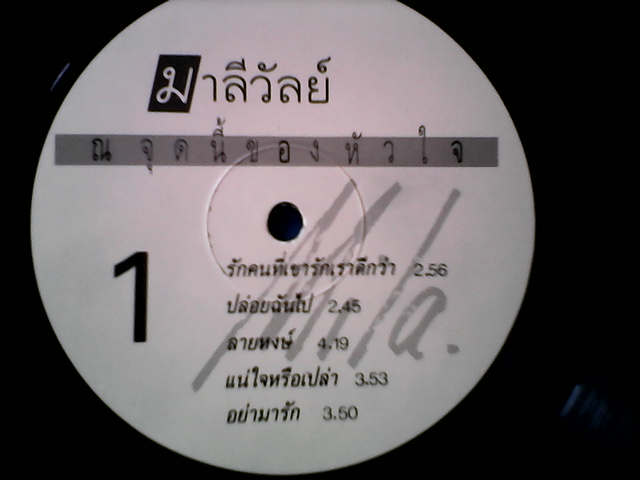 มาลีวัลย์
ณ จุดนี้ของหัวใจ
1
รักคนที่เขารักเราดีกว่า 2.56
ปล่อยฉันไป 2.45
ลายหงษ์ 4.19
แน่ใจหรือเปล่า 3.53
อย่ามารัก 3.50